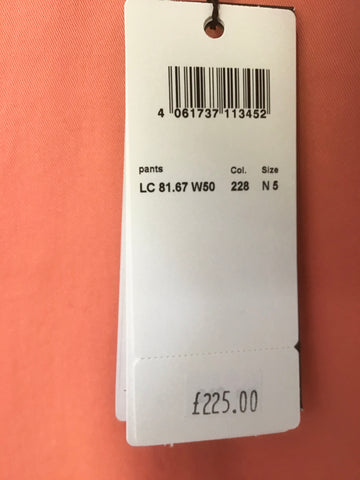 4 061737 113452
pants Col. Size
LC 81.67 W50 228 N 5
£225.00